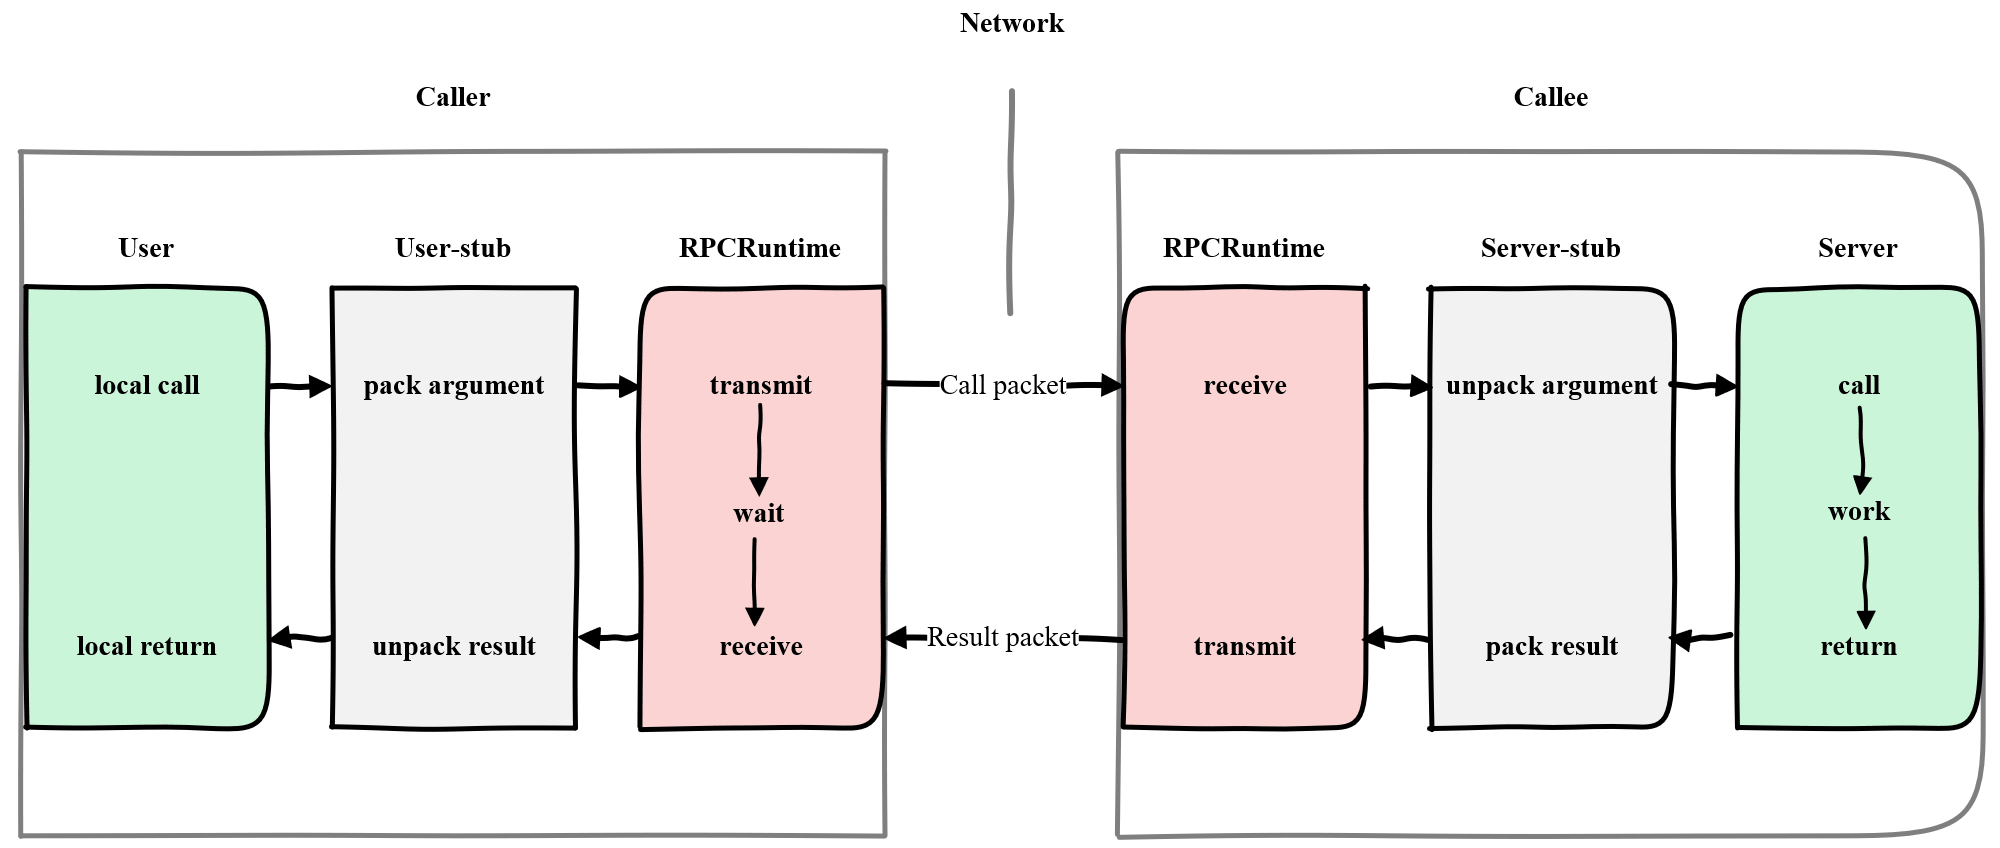 Network
Caller
Callee
User
User-stub
RPCRuntime
RPCRuntime
Server-stub
Server
local call
pack argument
transmit
Call packet
receive
unpack argument
call
wait
work
local return
unpack result
receive
Result packet
transmit
pack result
return